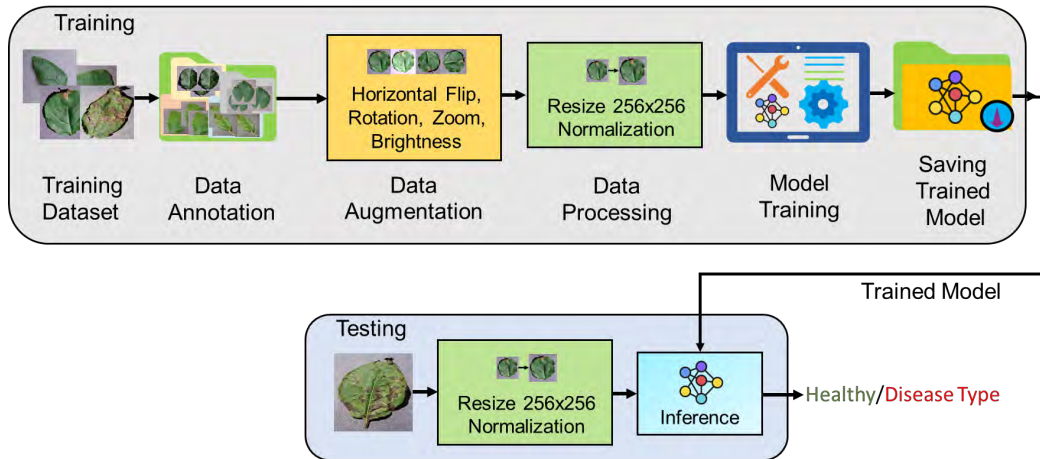 Training
Horizontal Flip,
Rotation, Zoom,
Brightness
Resize 256x256
Normalization
Training
Dataset
Data
Annotation
Data
Augmentation
Data
Processing
Model
Training
Saving
Trained
Model
Trained Model
Testing
Resize 256x256
Normalization
Inference
Healthy/Disease Type